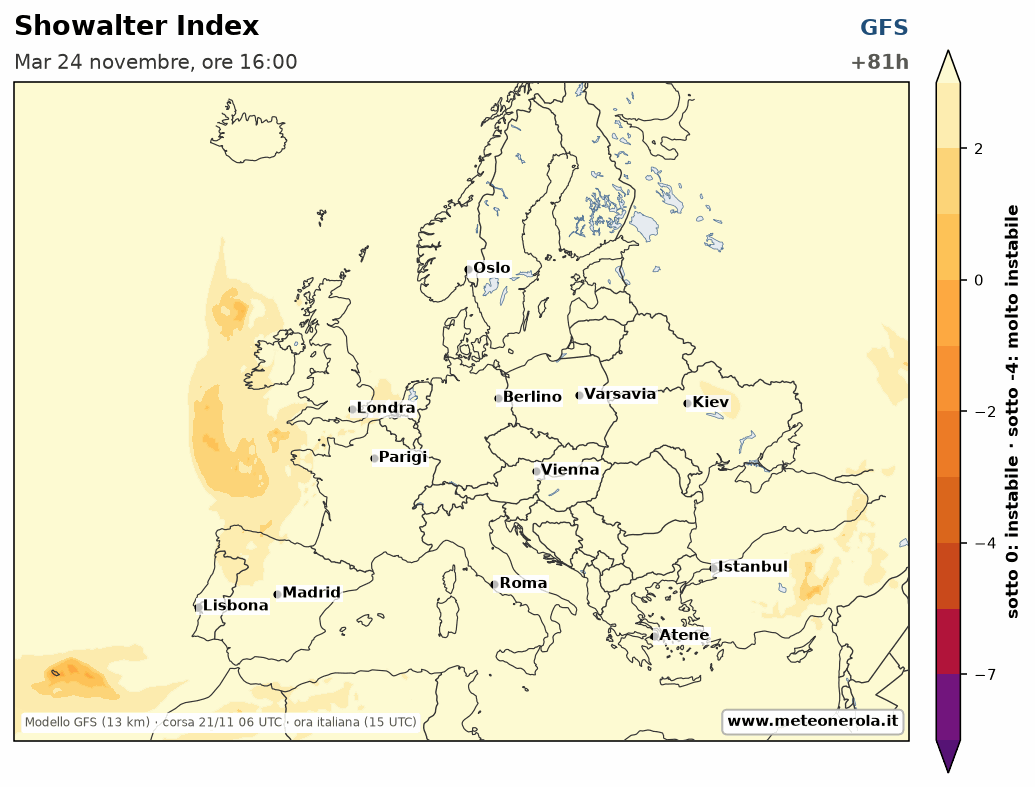 Showalter Index
GFS
Mar 24 novembre, ore 16:00
+81h
Oslo
Berlino
Varsavia
Kiev
Londra
Parigi
Vienna
Istanbul
Roma
Madrid
Lisbona
Atene
2
0
−2
−4
−7
sotto 0: instabile · sotto -4: molto instabile
Modello GFS (13 km) · corsa 21/11 06 UTC · ora italiana (15 UTC)
www.meteonerola.it